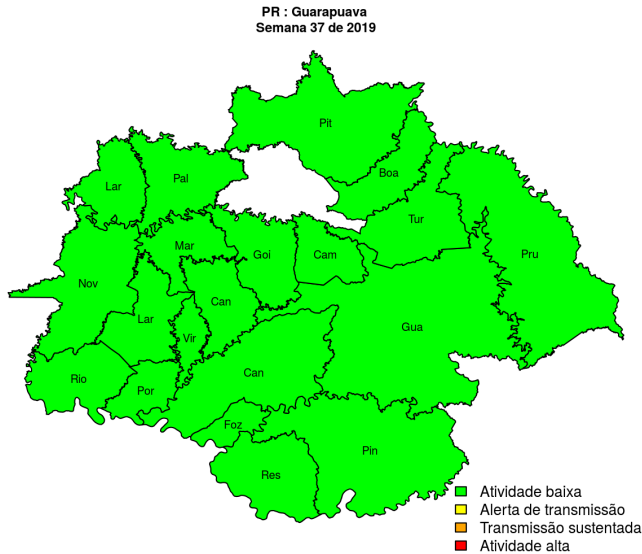 PR : Guarapuava
Semana 37 de 2019
Pit
Boa
Lar
Pal
Tur
Mar
Goi
Cam
Pru
Nov
Can
Lar
Vir
Gua
Can
Rio
Por
Foz
Pin
Res
Atividade baixa
Alerta de transmissão
Transmissão sustentada
Atividade alta